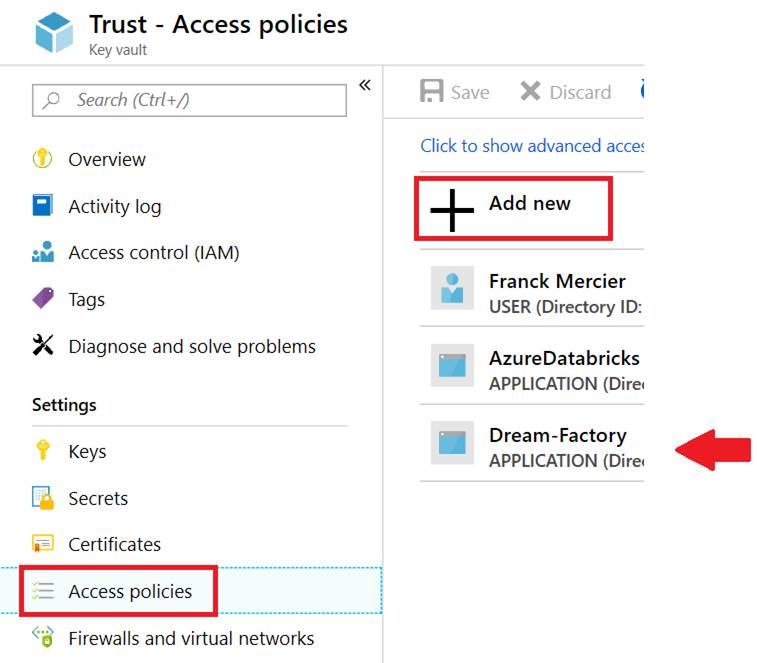 Trust - Access policies
Key vault
«
Search (Ctrl+/)
Overview
Activity log
Access control (IAM)
Tags
Diagnose and solve problems
Settings
Keys
Secrets
Certificates
Access policies
Firewalls and virtual networks
Save
Discard
Click to show advanced acces
Add new
Franck Mercier
USER (Directory ID:
AzureDatabricks
APPLICATION (Dire
Dream-Factory
APPLICATION (Dire